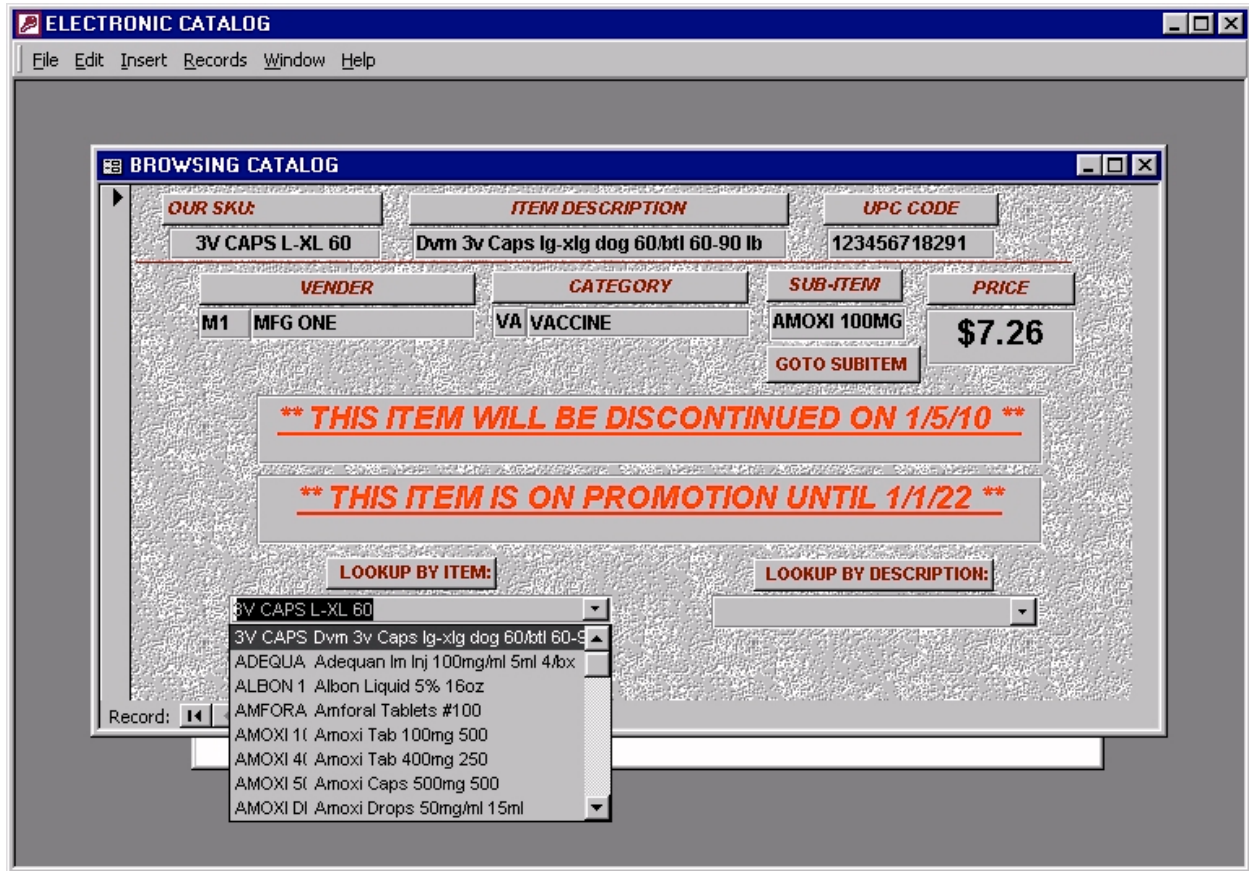 ELECTRONIC CATALOG
File Edit Insert Records Window Help
BROWSING CATALOG
OUR SKU: ITEM DESCRIPTION UPC CODE
3V CAPS L-XL 60 Dvm 3v Caps lg-xlg dog 60/btl 60-90 lb 123456718291
VENDER CATEGORY SUB-ITEM PRICE
M1 MFG ONE VA VACCINE AMOXI 100MG $7.26
GOTO SUBITEM
** THIS ITEM WILL BE DISCONTINUED ON 1/5/10 **
** THIS ITEM IS ON PROMOTION UNTIL 1/1/22 **
LOOKUP BY ITEM: LOOKUP BY DESCRIPTION:
3V CAPS L-XL 60
3V CAPS Dvm 3v Caps lg-xlg dog 60/btl 60-9
ADEQUA Adequan Im Inj 100mg/ml 5ml 4/bx
ALBON 1 Albon Liquid 5% 16oz
AMFORA Amforal Tablets #100
AMOXI 1( Amoxi Tab 100mg 500
AMOXI 4( Amoxi Tab 400mg 250
AMOXI 5( Amoxi Caps 500mg 500
AMOXI DI Amoxi Drops 50mg/ml 15ml
Record: